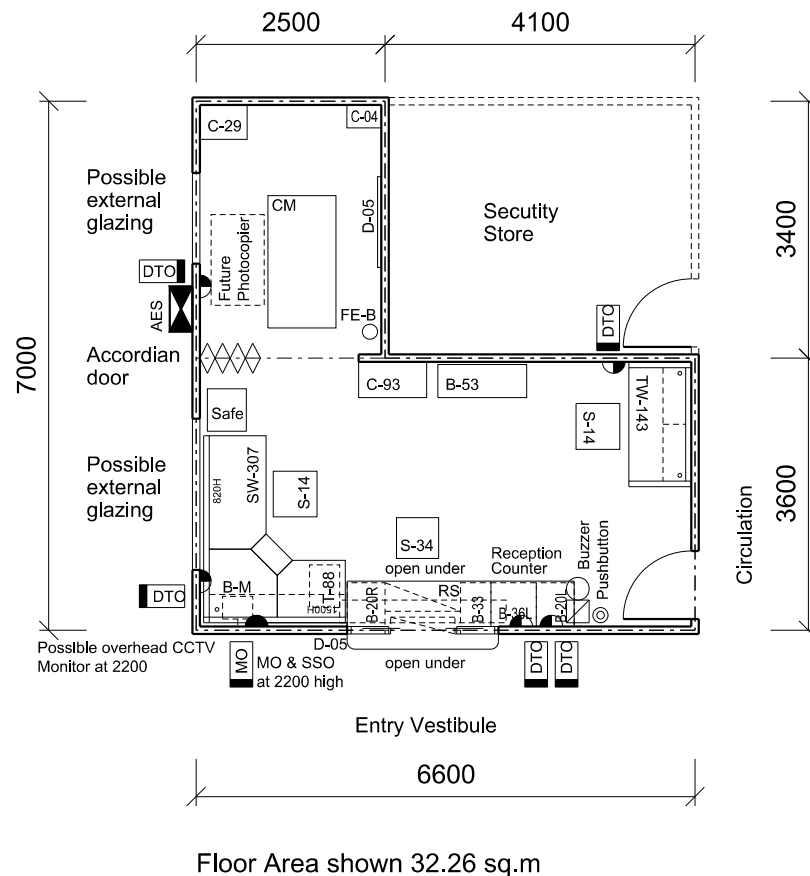 2500
4100
C-29
C-04
Possible
external
glazing
CM
D-05
Secutity
Store
3400
Future
Photocopier
DTO
AES
FE-B
DTO
7000
Accordian
door
C-93
B-53
TW-143
Safe
S-14
Possible
external
glazing
820H
SW-307
S-14
3600
S-34
open under
Reception
Counter
Buzzer
Pushbutton
Circulation
DTO
B-M
T-88
1500H
B-20R
RS
B-33
B-36L
B-20L
Possible overhead CCTV
Monitor at 2200
D-05
MO
MO & SSO
at 2200 high
open under
DTO
DTO
Entry Vestibule
6600
Floor Area shown 32.26 sq.m